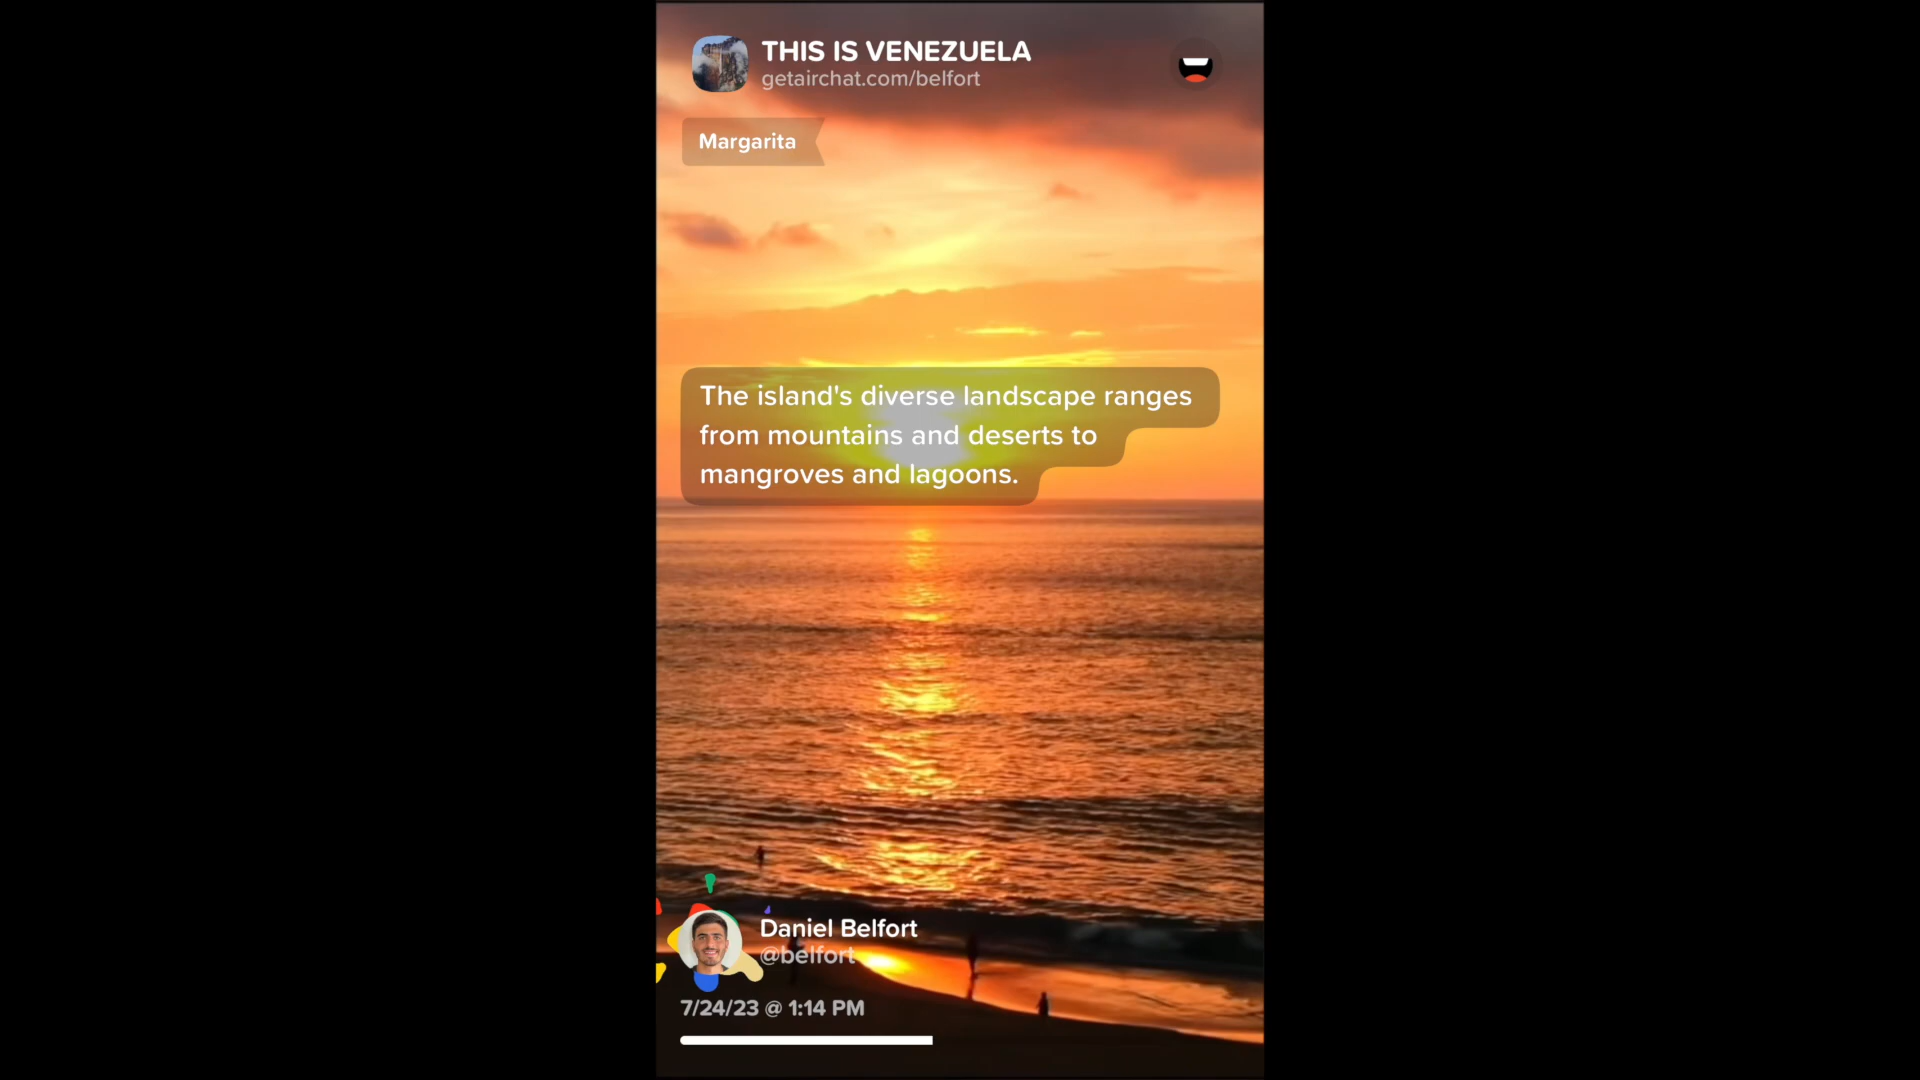 THIS IS VENEZUELA
getairchat.com/belfort
Margarita
The island's diverse landscape ranges
from mountains and deserts to
mangroves and lagoons.
Daniel Belfort
@belfort
7/24/23 @ 1:14 PM